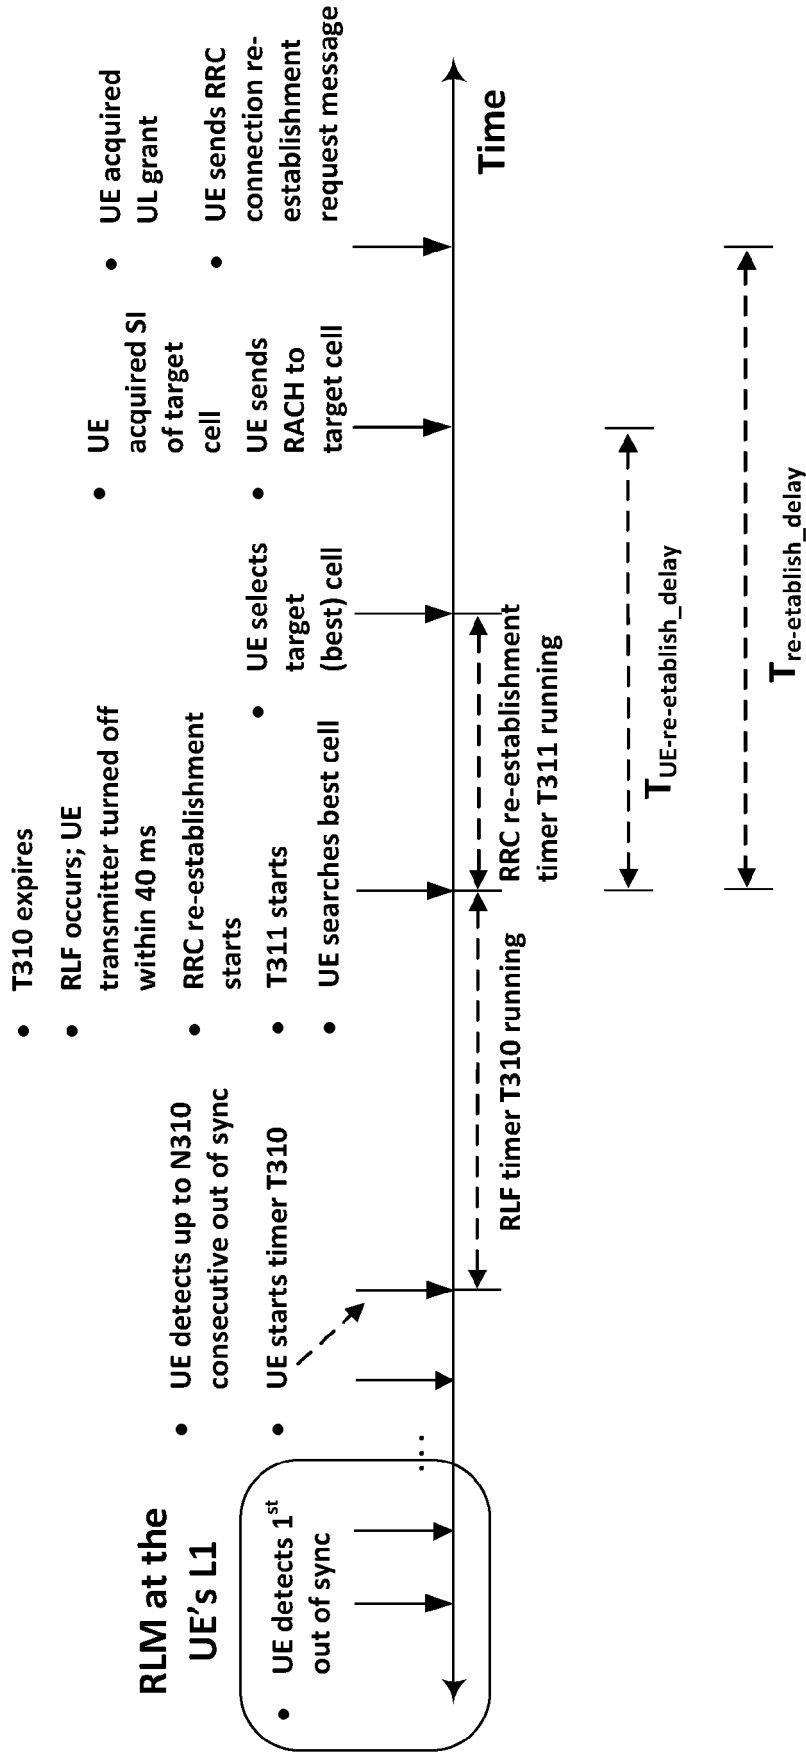 RLM at the
UE's L1
• UE detects 1st
out of sync
• UE detects up to N310
consecutive out of sync
• UE starts timer T310
• T310 expires
• RLF occurs; UE
transmitter turned off
within 40 ms
• RRC re-establishment
starts
• T311 starts
• UE searches best cell
• UE selects
target
(best) cell
• UE
acquired SI
of target
cell
• UE sends
RACH to
target cell
• UE acquired
UL grant
• UE sends RRC
connection re-
establishment
request message
...
Time
RLF timer T310 running
RRC re-establishment
timer T311 running
TUE-re-etablish_delay
Tre-etablish_delay